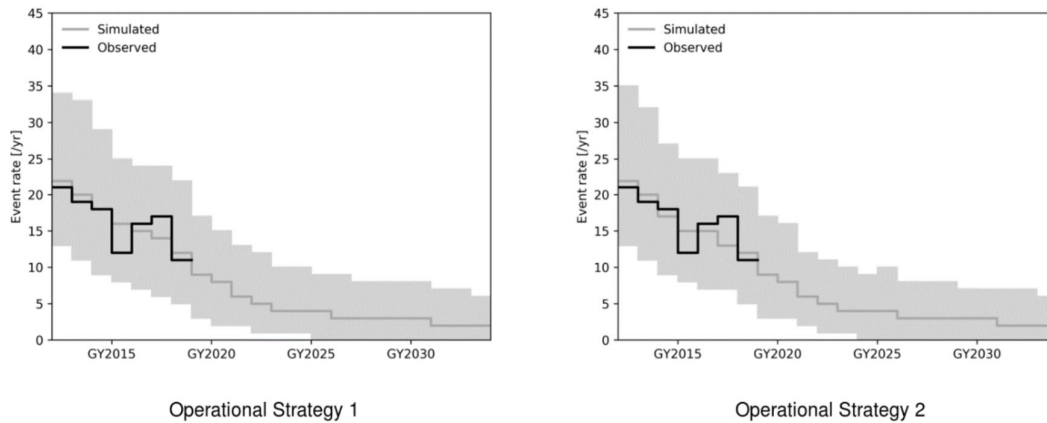 45
40
35
30
25
20
15
10
5
0
Event rate [/yr]
Simulated
Observed
GY2015
GY2020
GY2025
GY2030
Operational Strategy 1
45
40
35
30
25
20
15
10
5
0
Event rate [/yr]
Simulated
Observed
GY2015
GY2020
GY2025
GY2030
Operational Strategy 2